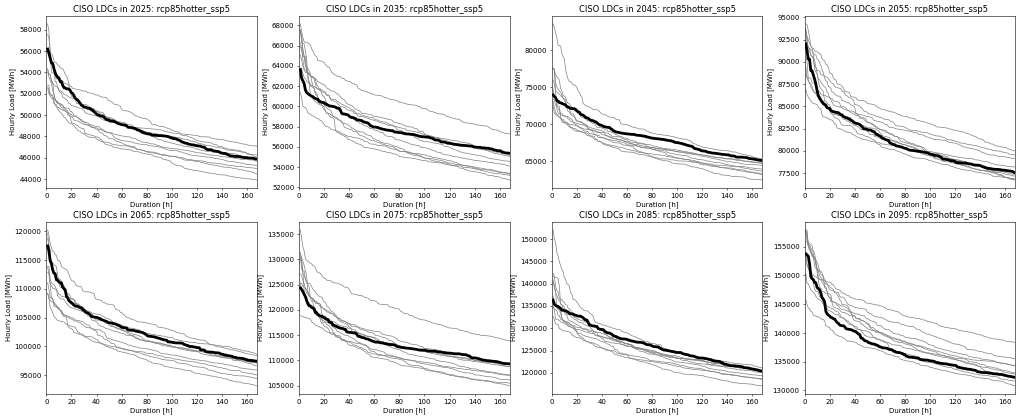 CISO LDCs in 2025: rcp85hotter_ssp5
CISO LDCs in 2035: rcp85hotter_ssp5
CISO LDCs in 2045: rcp85hotter_ssp5
CISO LDCs in 2055: rcp85hotter_ssp5
Hourly Load [MWh]
58000
56000
54000
52000
50000
48000
46000
44000
0 20 40 60 80 100 120 140 160
Duration [h]
Hourly Load [MWh]
68000
66000
64000
62000
60000
58000
56000
54000
52000
0 20 40 60 80 100 120 140 160
Duration [h]
Hourly Load [MWh]
80000
75000
70000
65000
0 20 40 60 80 100 120 140 160
Duration [h]
Hourly Load [MWh]
95000
92500
90000
87500
85000
82500
80000
77500
0 20 40 60 80 100 120 140 160
Duration [h]
CISO LDCs in 2065: rcp85hotter_ssp5
CISO LDCs in 2075: rcp85hotter_ssp5
CISO LDCs in 2085: rcp85hotter_ssp5
CISO LDCs in 2095: rcp85hotter_ssp5
Hourly Load [MWh]
120000
115000
110000
105000
100000
95000
0 20 40 60 80 100 120 140 160
Duration [h]
Hourly Load [MWh]
135000
130000
125000
120000
115000
110000
105000
0 20 40 60 80 100 120 140 160
Duration [h]
Hourly Load [MWh]
150000
145000
140000
135000
130000
125000
120000
0 20 40 60 80 100 120 140 160
Duration [h]
Hourly Load [MWh]
155000
150000
145000
140000
135000
130000
0 20 40 60 80 100 120 140 160
Duration [h]